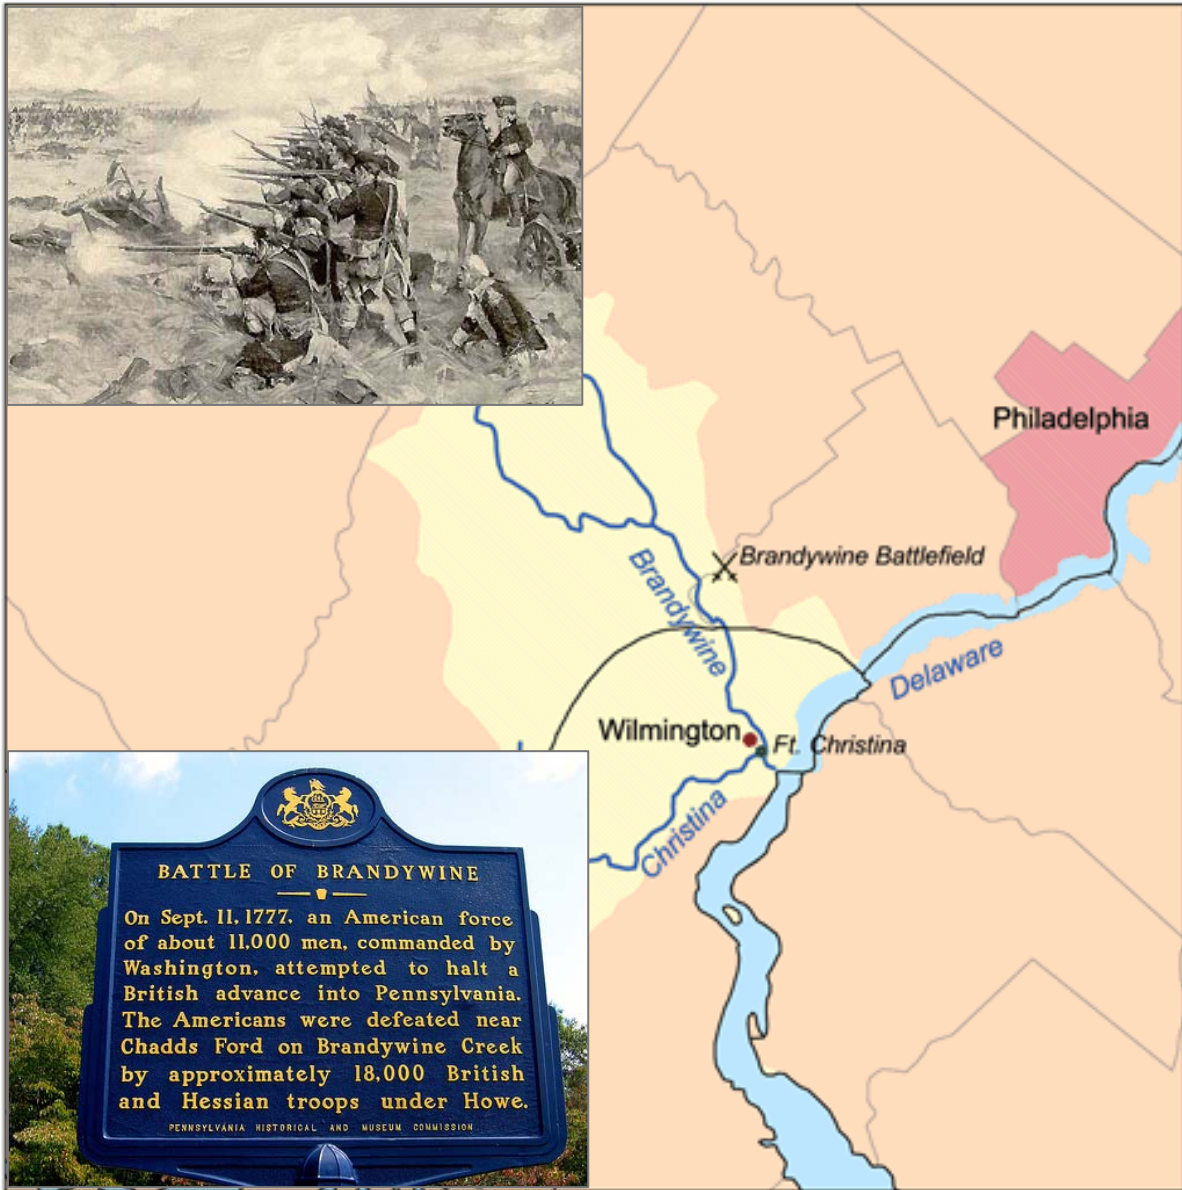 Philadelphia
Brandywine Battlefield
Brandywine
Delaware
Wilmington
Ft. Christina
Christina
BATTLE OF BRANDYWINE
On Sept. 11, 1777, an American force
of about 11,000 men, commanded by
Washington, attempted to halt a
British advance into Pennsylvania.
The Americans were defeated near
Chadds Ford on Brandywine Creek
by approximately 18,000 British
and Hessian troops under Howe.
PENNSYLVANIA HISTORICAL AND MUSEUM COMMISSION